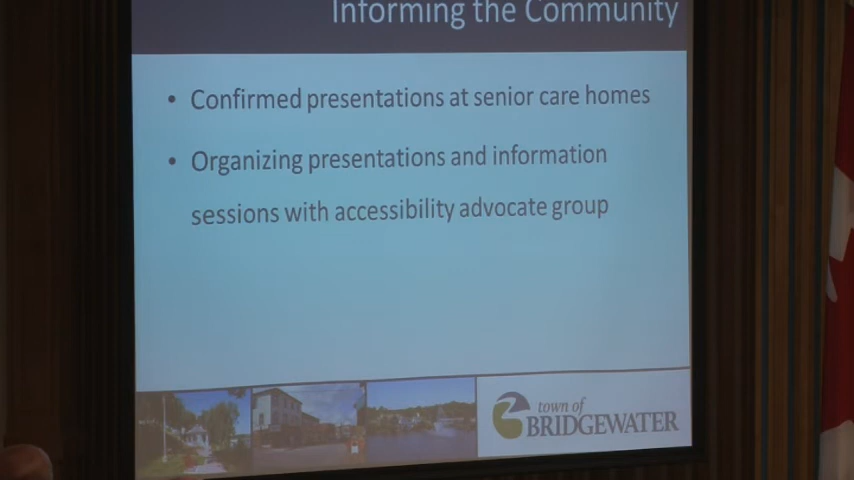 Informing the Community
• Confirmed presentations at senior care homes
• Organizing presentations and information
sessions with accessibility advocate group
town of
BRIDGEWATER